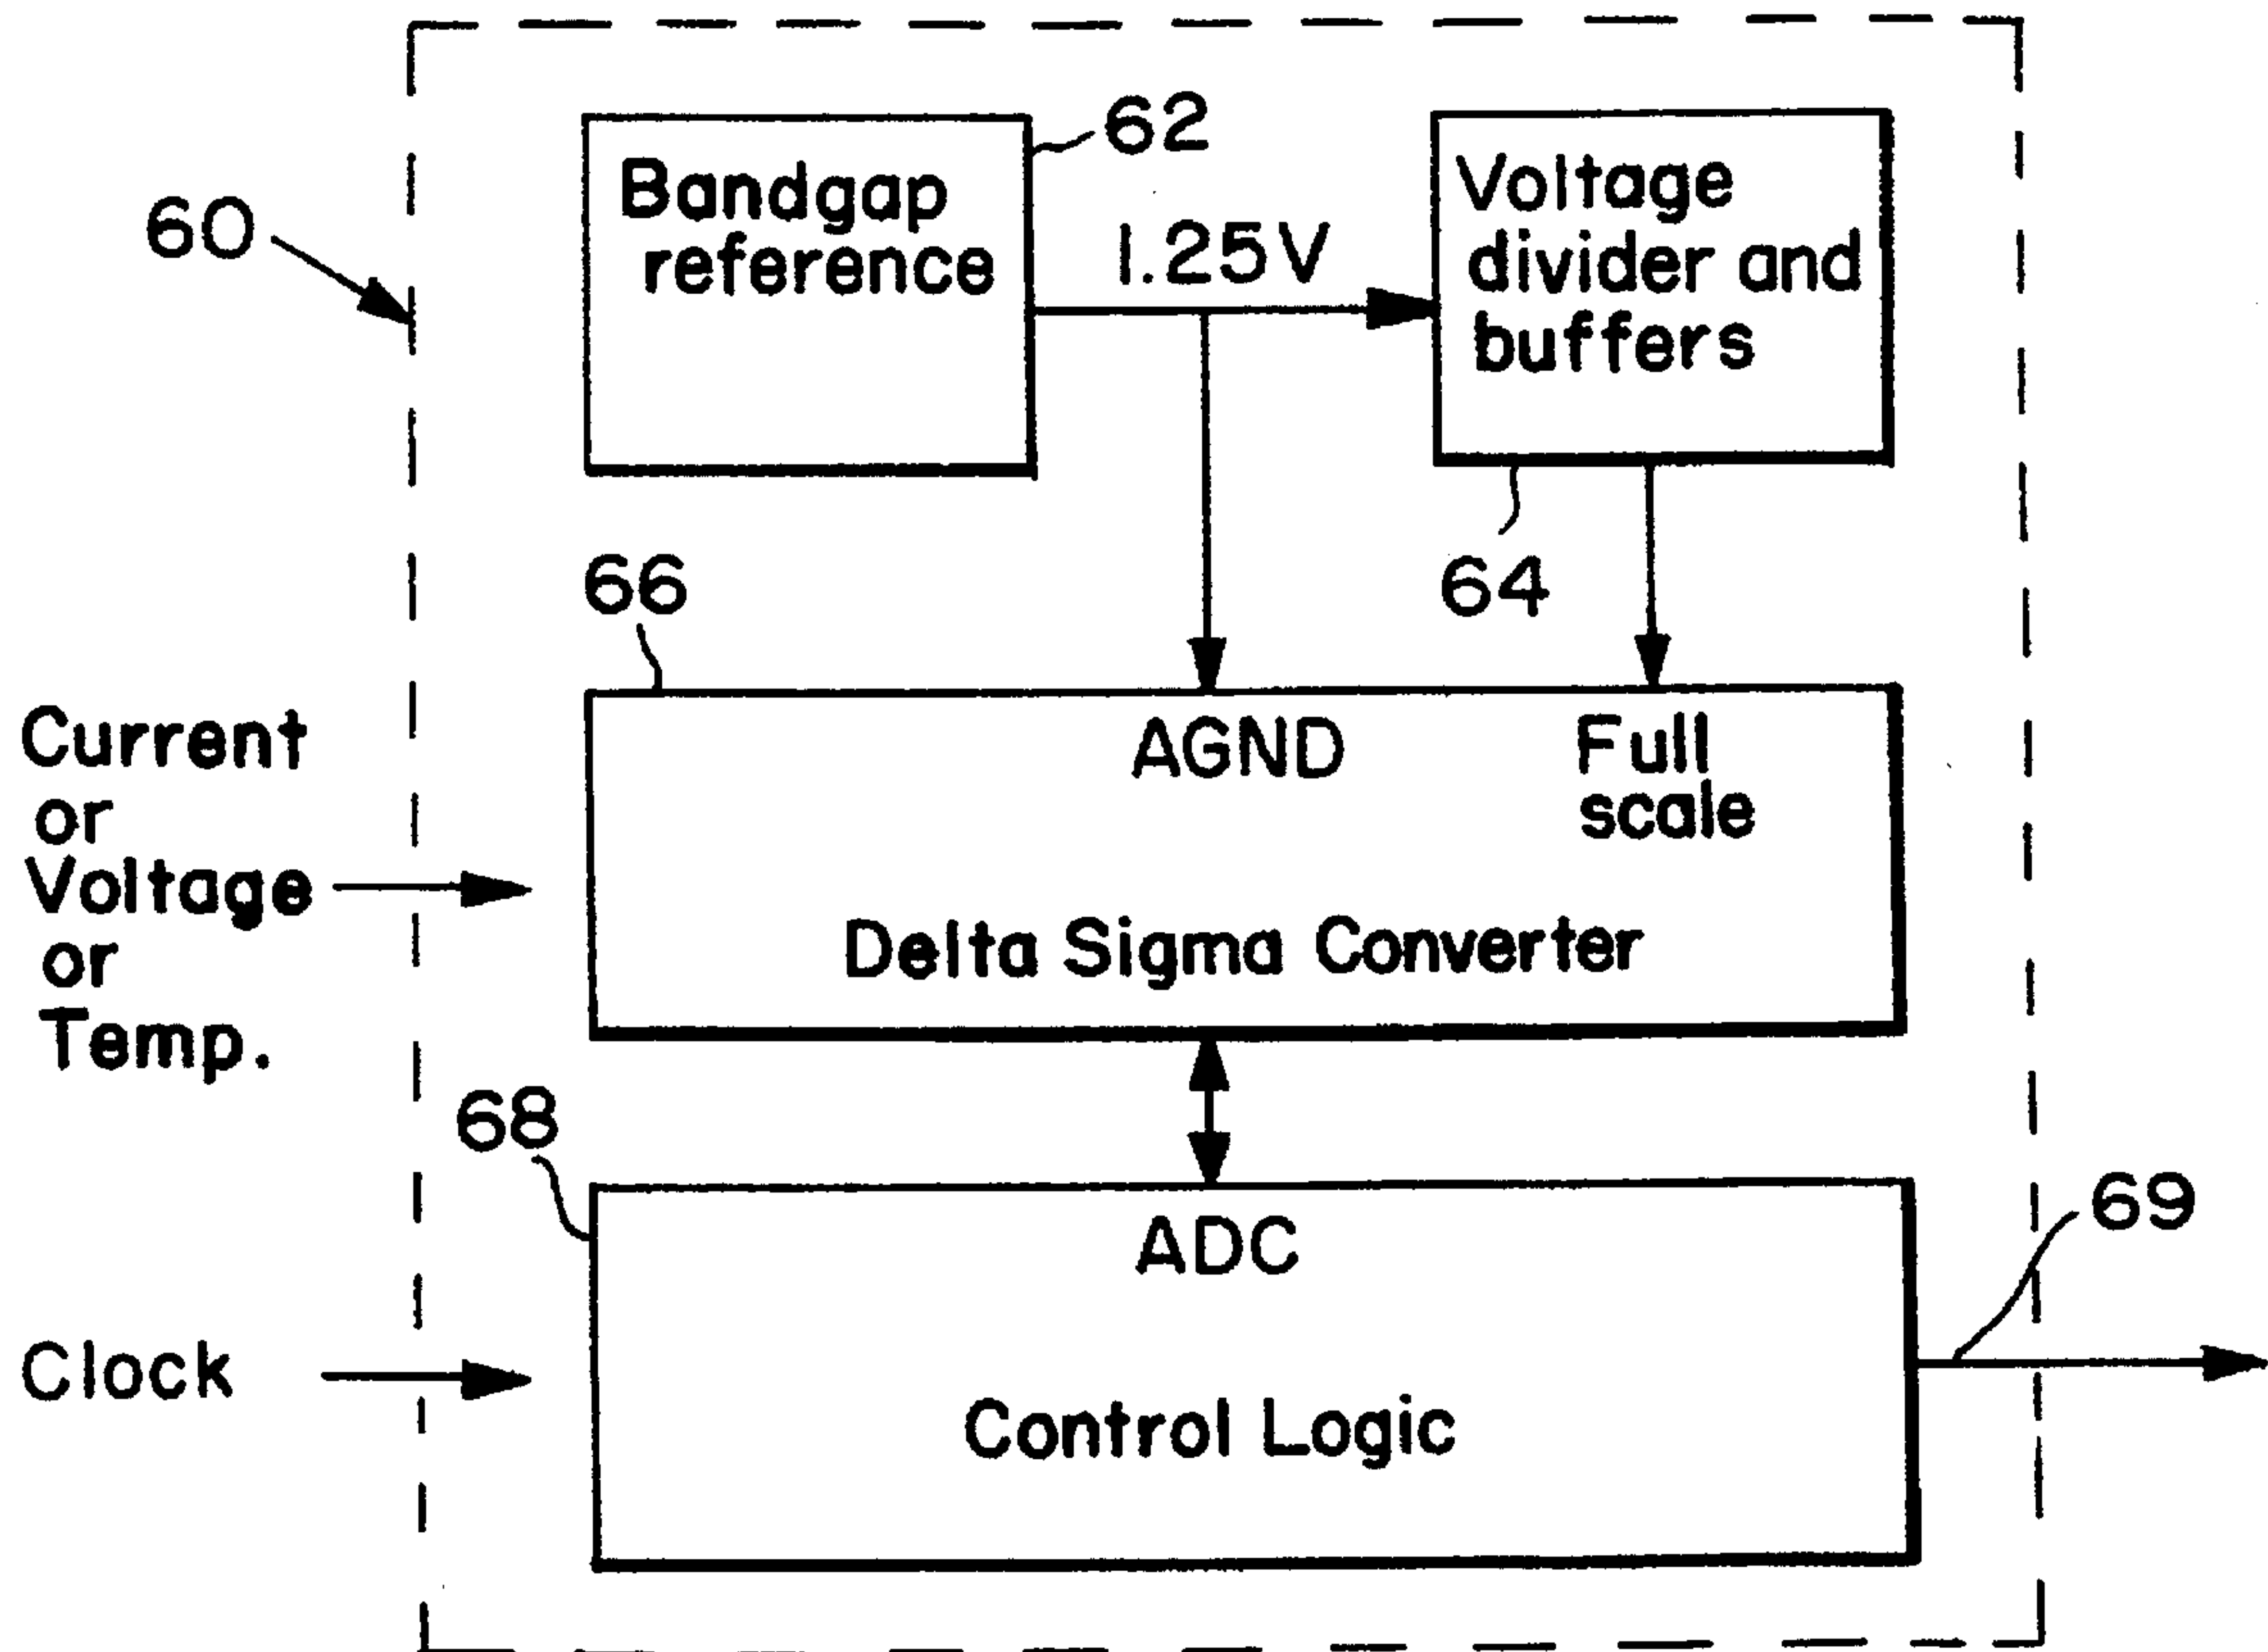 62
Bandgap
reference
60
1.25V
Voltage
divider and
buffers
66
64
Current
or
Voltage
or
Temp.
AGND
Full
scale
Delta Sigma Converter
68
ADC
69
Clock
Control Logic